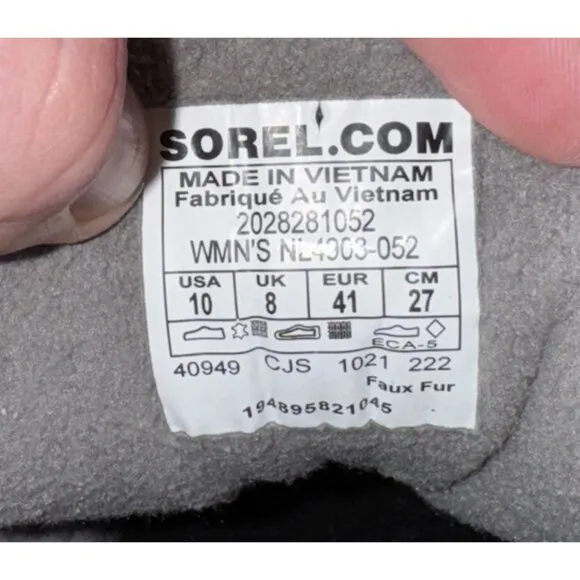 SOREL.COM
MADE IN VIETNAM
Fabriqué Au Vietnam
2028281052
WMN'S NL4903-052
USA UK EUR CM
10 8 41 27
ECA-5
40949 CJS 1021 222
Faux Fur
194895821045